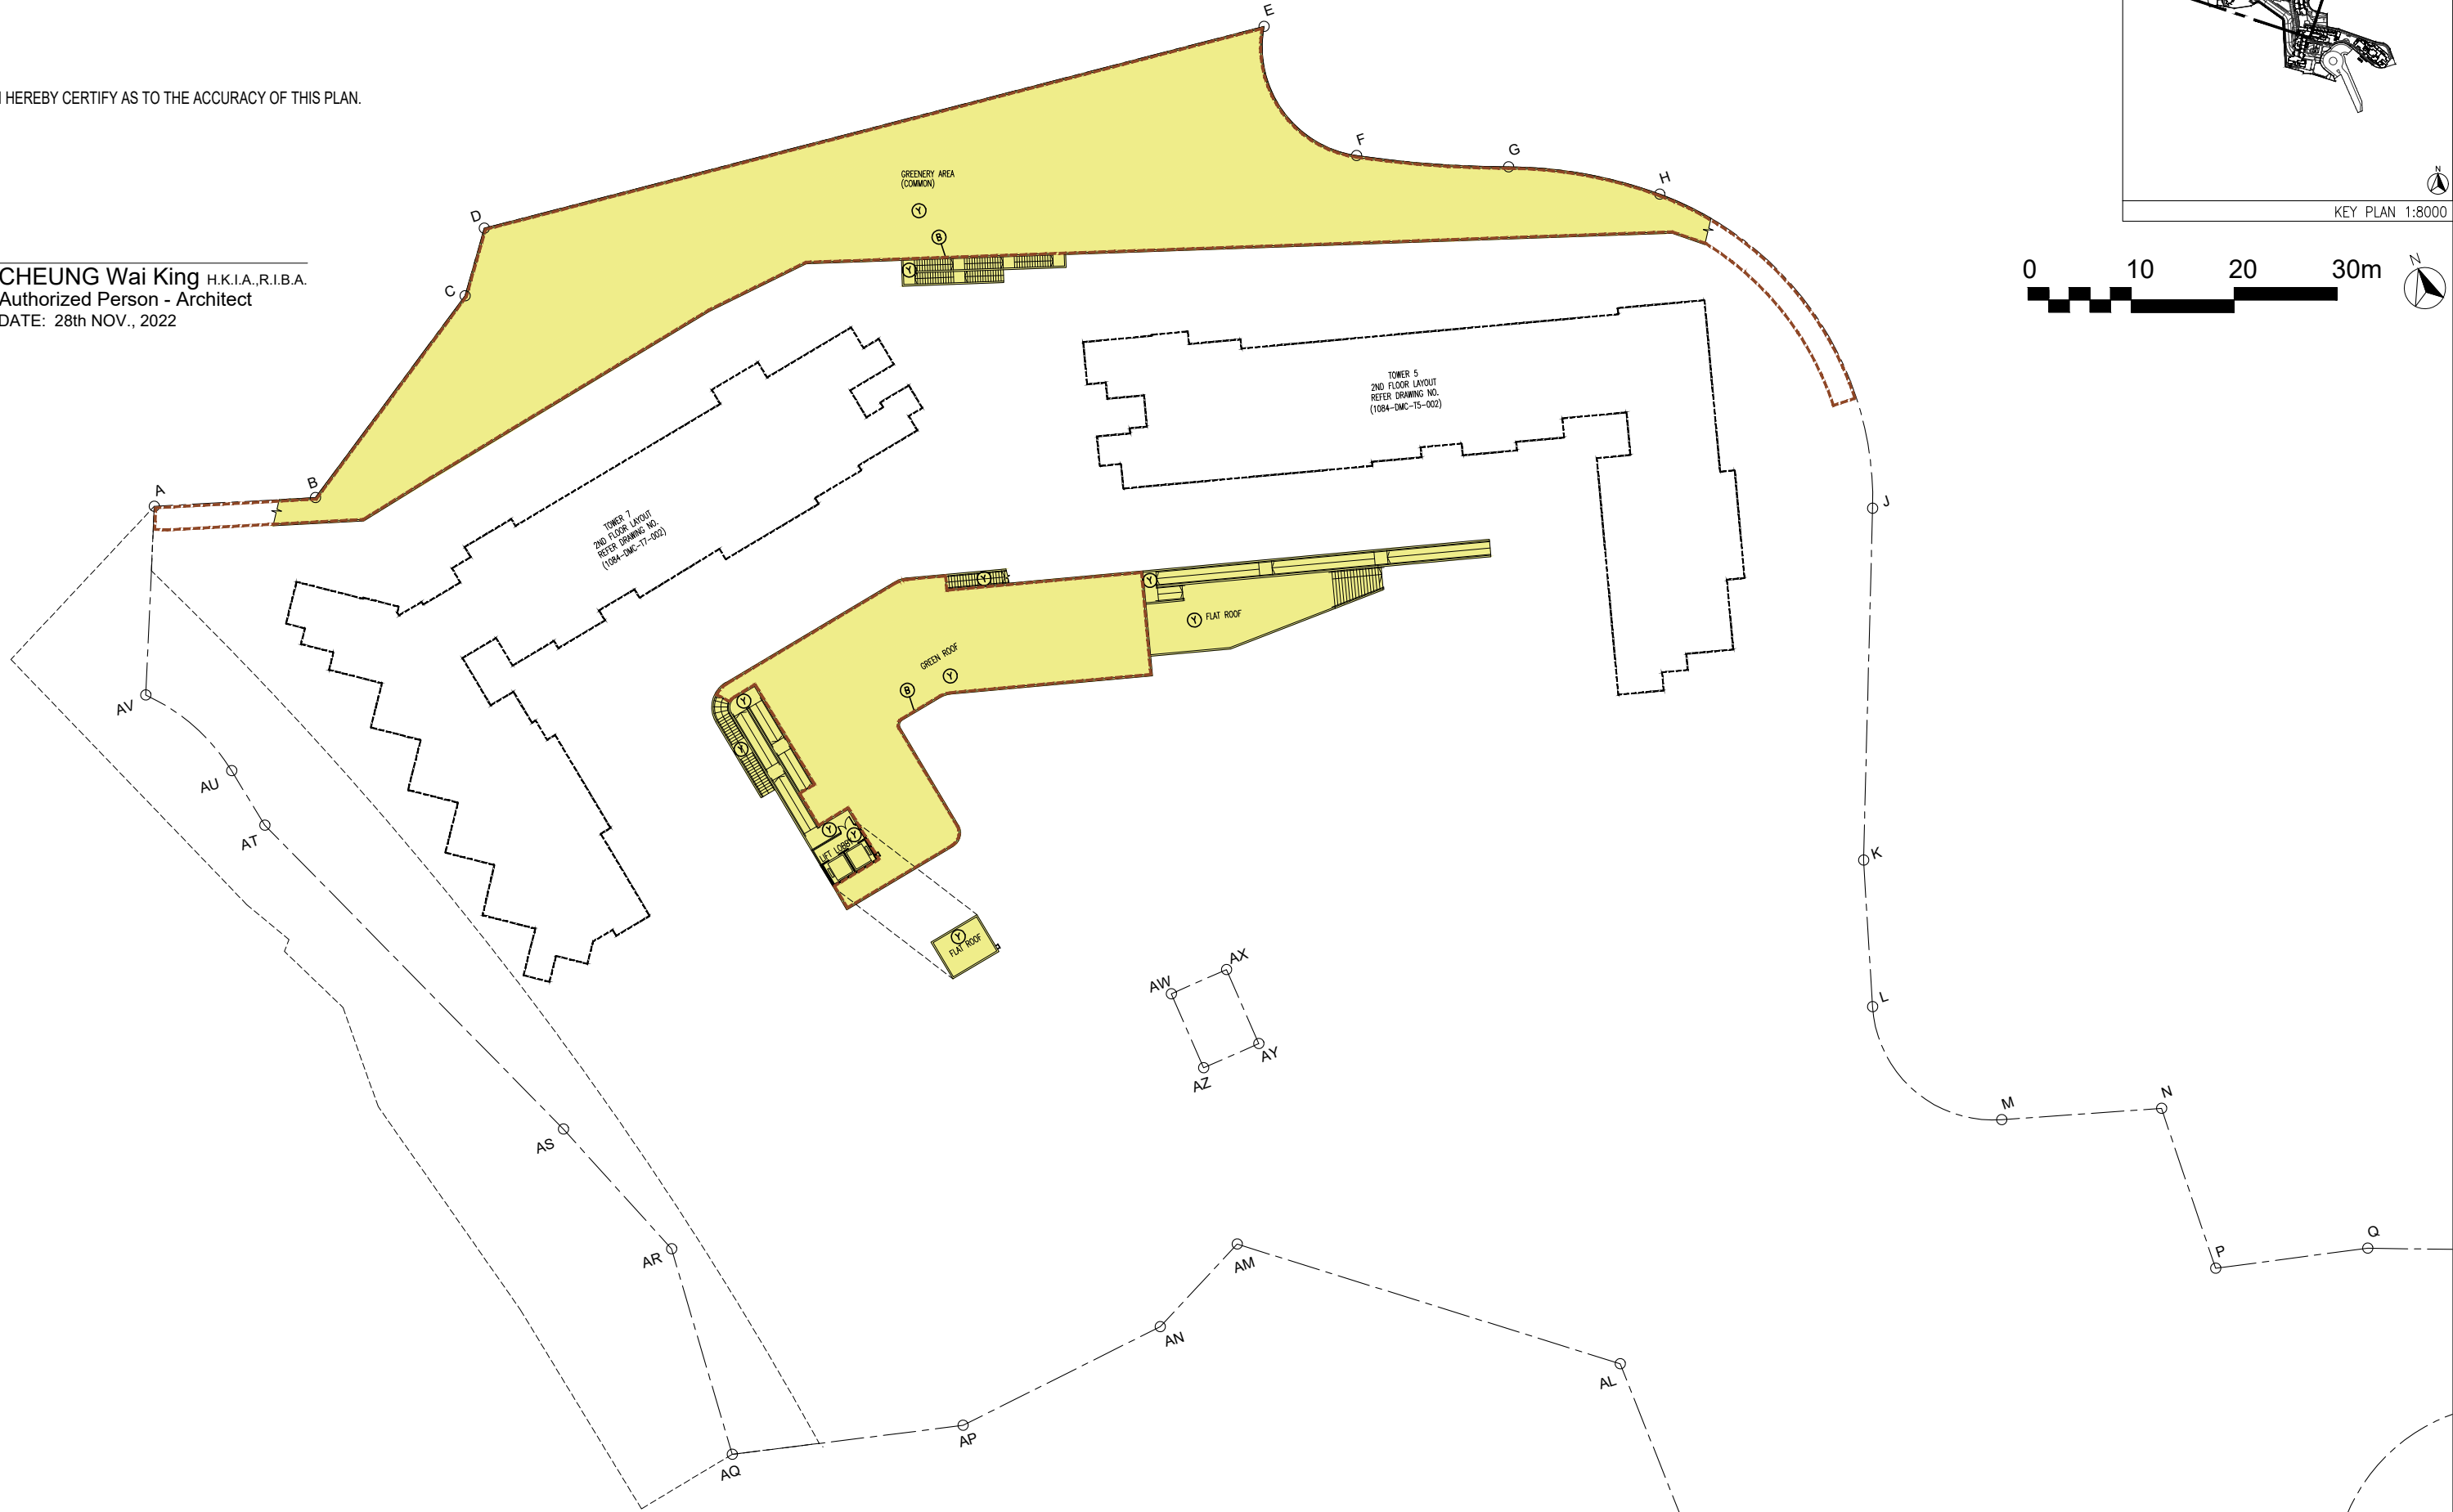 I HEREBY CERTIFY AS TO THE ACCURACY OF THIS PLAN.
CHEUNG Wai King H.K.I.A.,R.I.B.A.
Authorized Person - Architect
DATE: 28th NOV., 2022
N
KEY PLAN 1:8000
0 10 20 30m
N
E
F
G
H
D
C
B
A
GREENERY AREA
(COMMON)
Y
B
Y
TOWER 5
2ND FLOOR LAYOUT
REFER DRAWING NO.
(1084-DMC-T5-002)
TOWER 7
2ND FLOOR LAYOUT
REFER DRAWING NO.
(1084-DMC-T7-002)
J
Y
Y
Y FLAT ROOF
GREEN ROOF
Y
B
Y
Y
Y
Y
LIFT LOBBY
Y
FLAT ROOF
AV
AU
AT
K
AW
AX
AY
AZ
L
M
N
AS
AR
AM
AN
P
Q
AL
AP
AQ